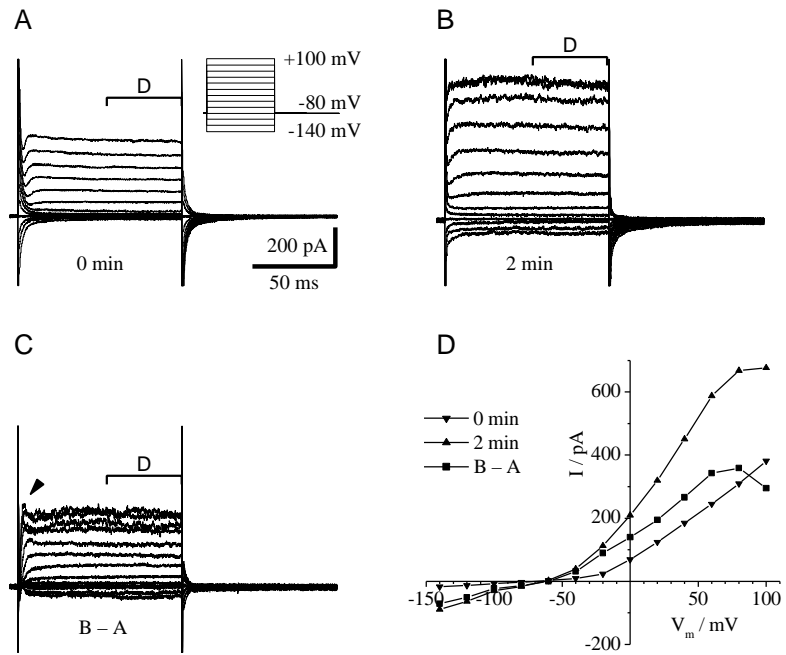 A
D
+100 mV
-80 mV
-140 mV
200 pA
50 ms
0 min
B
D
2 min
C
D
B – A
D
0 min
2 min
B – A
I / pA
600
400
200
-200
-150
-100
-50
0
50
100
V_m / mV